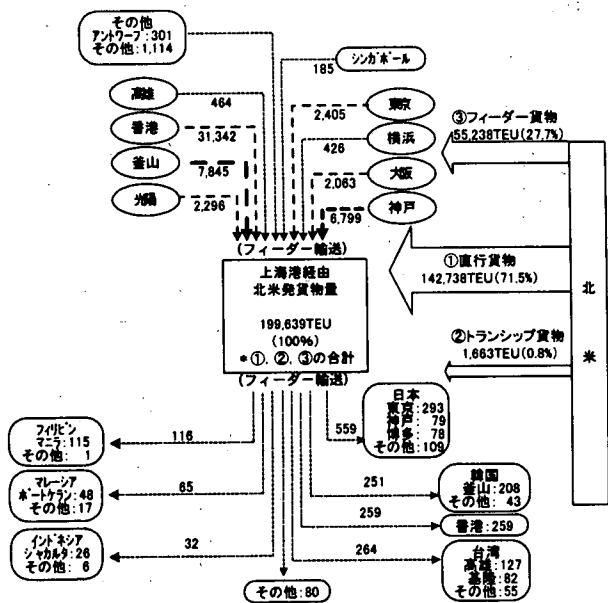 その他
アントワープ:301
その他:1,114
シンガポール
185
高雄
464
香港
31,342
釜山
7,845
光陽
2,296
東京
2,405
横浜
426
大阪
2,063
神戸
6,799
③フィーダー貨物
55,238TEU(27.7%)
①直行貨物
142,738TEU(71.5%)
②トランシップ貨物
1,663TEU(0.8%)
北
米
(フィーダー輸送)
上海港経由
北米発貨物量
199,639TEU
(100%)
*①、②、③の合計
(フィーダー輸送)
フィリピン
マニラ:115
その他: 1
116
マレーシア
ポートケラン:48
その他:17
65
インドネシア
ジャカルタ:26
その他: 6
32
その他:80
559
日本
東京:293
神戸: 79
博多: 78
その他:109
251
韓国
釜山:208
その他: 43
259
香港:259
264
台湾
高雄:127
基隆:82
その他:55